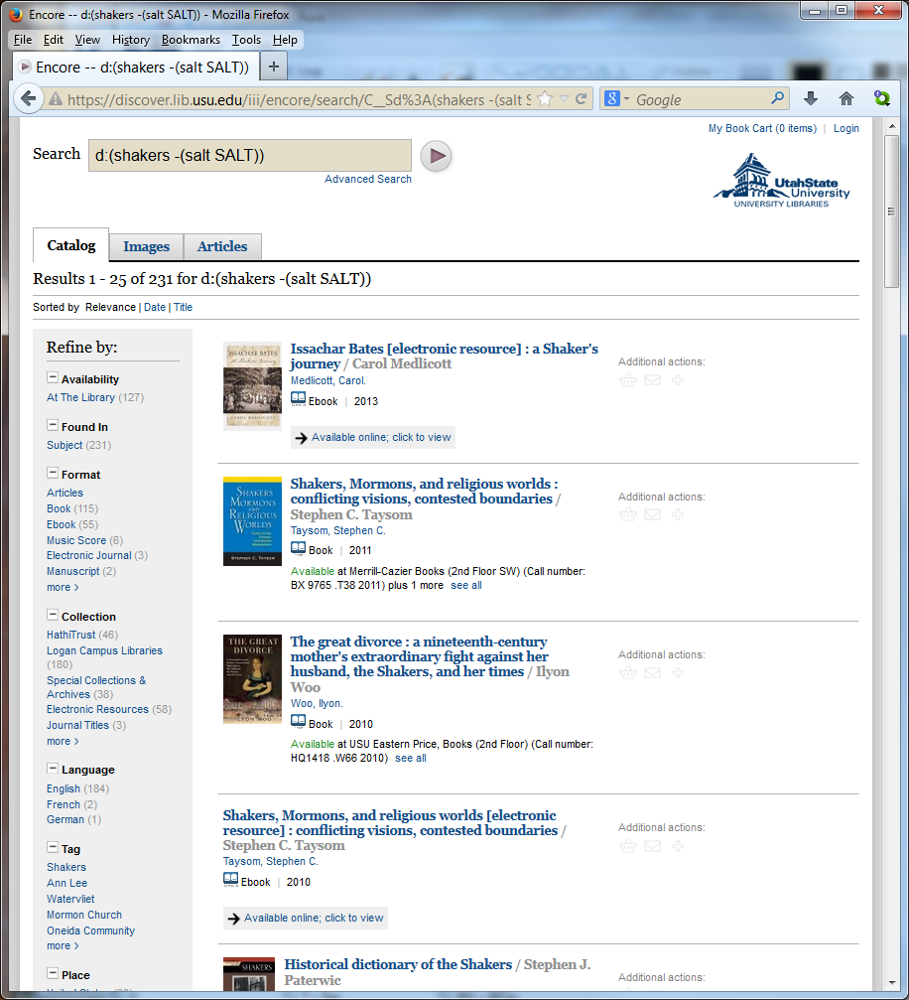 Encore -- d:(shakers -(salt SALT)) - Mozilla Firefox
File Edit View History Bookmarks Tools Help
Encore -- d:(shakers -(salt SALT)) +
https://discover.lib.usu.edu/iii/encore/search/C__Sd%3A(shakers -(salt S Google
My Book Cart (0 items) | Login
Search d:(shakers -(salt SALT))
Advanced Search
UtahState
University
UNIVERSITY LIBRARIES
Catalog Images Articles
Results 1 - 25 of 231 for d:(shakers -(salt SALT))
Sorted by Relevance | Date | Title
Refine by:
Availability
At The Library (127)
Found In
Subject (231)
Format
Articles
Book (115)
Ebook (55)
Music Score (6)
Electronic Journal (3)
Manuscript (2)
more >
Collection
HathiTrust (46)
Logan Campus Libraries
(180)
Special Collections &
Archives (38)
Electronic Resources (58)
Journal Titles (3)
more >
Language
English (184)
French (2)
German (1)
Tag
Shakers
Ann Lee
Watervliet
Mormon Church
Oneida Community
more >
Place
ISSACHAR BATES
A Shaker's Journey
CAROL MEDLICOTT
Issachar Bates [electronic resource] : a Shaker's
journey / Carol Medlicott
Medlicott, Carol.
Ebook | 2013
Available online; click to view
Additional actions:
SHAKERS
MORMONS
AND
RELIGIOUS
WORLDS
STEPHEN C. TAYSOM
Shakers, Mormons, and religious worlds :
conflicting visions, contested boundaries /
Stephen C. Taysom
Taysom, Stephen C.
Book | 2011
Available at Merrill-Cazier Books (2nd Floor SW) (Call number:
BX 9765 .T38 2011) plus 1 more see all
Additional actions:
THE GREAT
DIVORCE
ILYON WOO
The great divorce : a nineteenth-century
mother's extraordinary fight against her
husband, the Shakers, and her times / Ilyon
Woo
Woo, Ilyon.
Book | 2010
Available at USU Eastern Price, Books (2nd Floor) (Call number:
HQ1418 .W66 2010) see all
Additional actions:
Shakers, Mormons, and religious worlds [electronic
resource] : conflicting visions, contested boundaries /
Stephen C. Taysom
Taysom, Stephen C.
Ebook | 2010
Available online; click to view
Additional actions:
SHAKERS
Historical dictionary of the Shakers / Stephen J.
Paterwic
Additional actions: